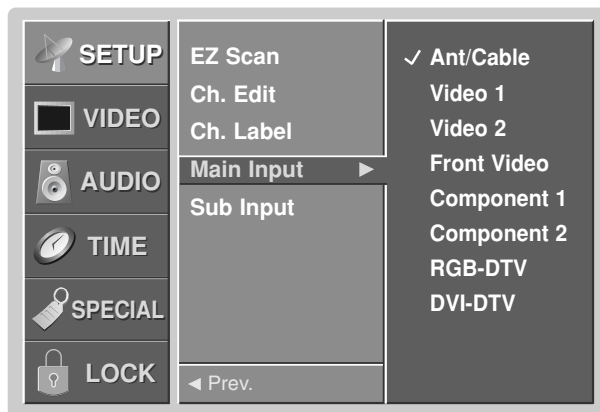 SETUP
VIDEO
AUDIO
TIME
SPECIAL
LOCK
EZ Scan
Ch. Edit
Ch. Label
Main Input ►
Sub Input
◄ Prev.
✓ Ant/Cable
Video 1
Video 2
Front Video
Component 1
Component 2
RGB-DTV
DVI-DTV